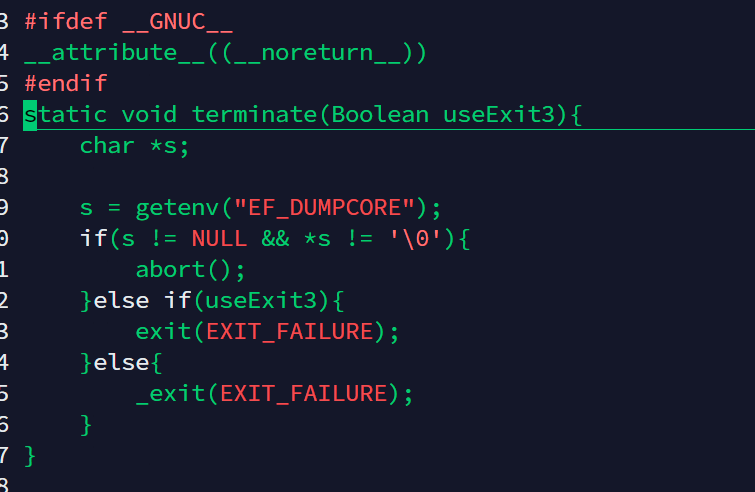 3 #ifdef __GNUC__
4 __attribute__((__noreturn__))
5 #endif
6 static void terminate(Boolean useExit3){
7     char *s;
8
9     s = getenv("EF_DUMPCORE");
0     if(s != NULL && *s != '\0'){
1         abort();
2     }else if(useExit3){
3         exit(EXIT_FAILURE);
4     }else{
5         _exit(EXIT_FAILURE);
6     }
7 }
8